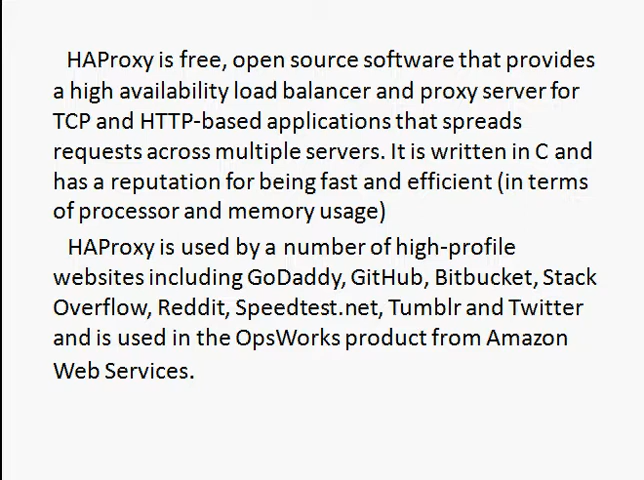 HAProxy is free, open source software that provides
a high availability load balancer and proxy server for
TCP and HTTP-based applications that spreads
requests across multiple servers. It is written in C and
has a reputation for being fast and efficient (in terms
of processor and memory usage)
HAProxy is used by a number of high-profile
websites including GoDaddy, GitHub, Bitbucket, Stack
Overflow, Reddit, Speedtest.net, Tumblr and Twitter
and is used in the OpsWorks product from Amazon
Web Services.